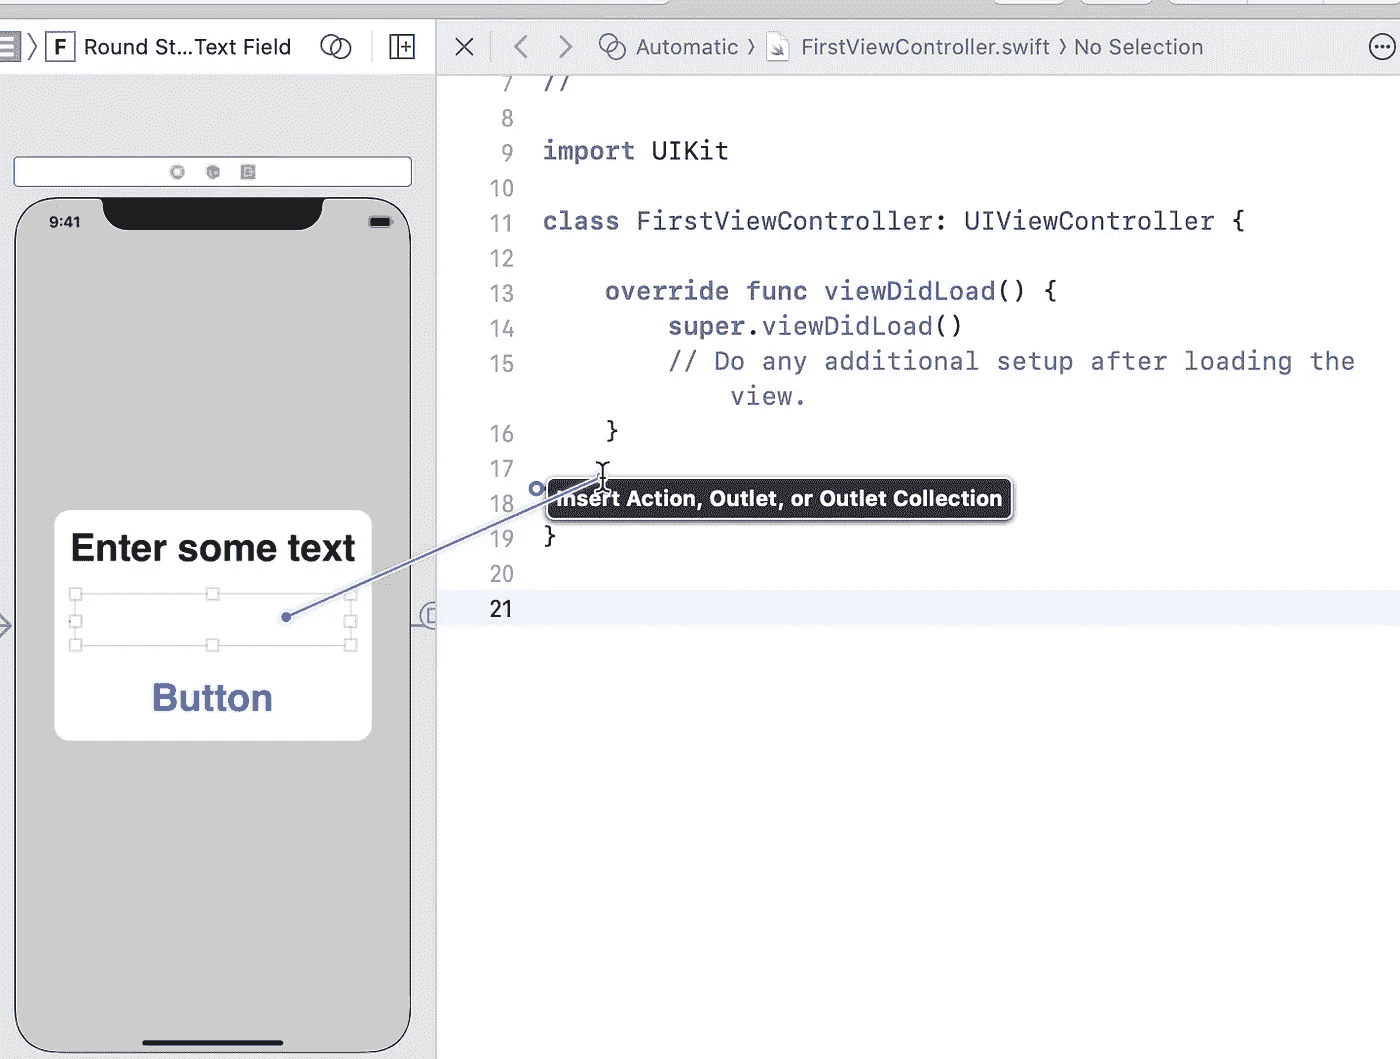 F Round St...Text Field
Automatic 〉 FirstViewController.swift 〉 No Selection
7 //
8
9 import UIKit
10
11 class FirstViewController: UIViewController {
12
13 override func viewDidLoad() {
14 super.viewDidLoad()
15 // Do any additional setup after loading the
view.
16 }
17
18 Insert Action, Outlet, or Outlet Collection
19 }
20
21
9:41
Enter some text
Button